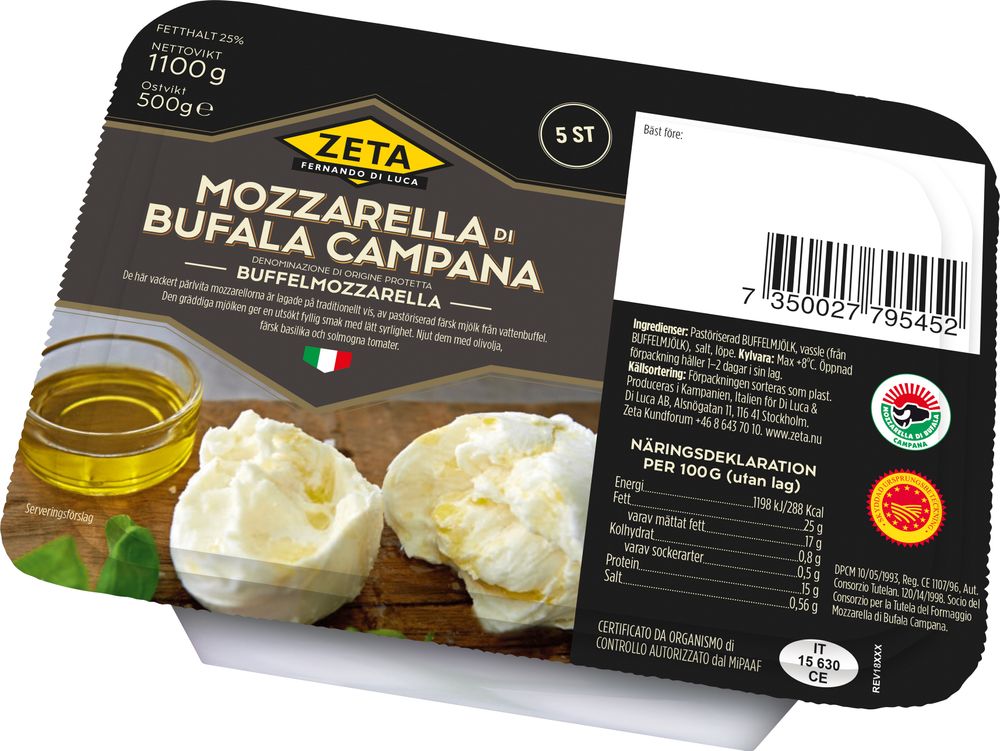 FETTHALT 25%
NETTOVIKT
1100 g
Ostvikt
500g e
5 ST
ZETA
FERNANDO DI LUCA
MOZZARELLA DI
BUFALA CAMPANA
DENOMINAZIONE DI ORIGINE PROTETTA
BUFFELMOZZARELLA
De här vackert pärlvita mozzarellorna är lagade på traditionellt vis, av pastöriserad färsk mjölk från vattenbuffel.
Den gräddiga mjölken ger en utsökt fyllig smak med lätt syrlighet. Njut dem med olivolja,
färsk basilika och solmogna tomater.
Serveringsförslag
Bäst före:
7 350027 795452
Ingredienser: Pastöriserad BUFFELMJÖLK, vassle (från
BUFFELMJÖLK), salt, löpe. Kylvara: Max +8°C. Öppnad
förpackning håller 1–2 dagar i sin lag.
Källsortering: Förpackningen sorteras som plast.
Produceras i Kampanien, Italien för Di Luca &
Di Luca AB, Alsnögatan 11, 116 41 Stockholm.
Zeta Kundforum +46 8 643 70 10. www.zeta.nu
MOZZARELLA DI BUFALA
CAMPANA
NÄRINGSDEKLARATION
PER 100 G (utan lag)
Energi 1198 kJ/288 Kcal
Fett 25 g
varav mättat fett 17 g
Kolhydrat 0,8 g
varav sockerarter 0,5 g
Protein 15 g
Salt 0,56 g
SKYDDAD URSPRUNGSBETECKNING
DPCM 10/05/1993, Reg. CE 1107/96, Aut.
Consorzio Tutelan. 120/14/1998. Socio del
Consorzio per la Tutela del Formaggio
Mozzarella di Bufala Campana.
CERTIFICATO DA ORGANISMO di
CONTROLLO AUTORIZZATO dal MiPAAF
IT
15 630
CE
REV18XXX